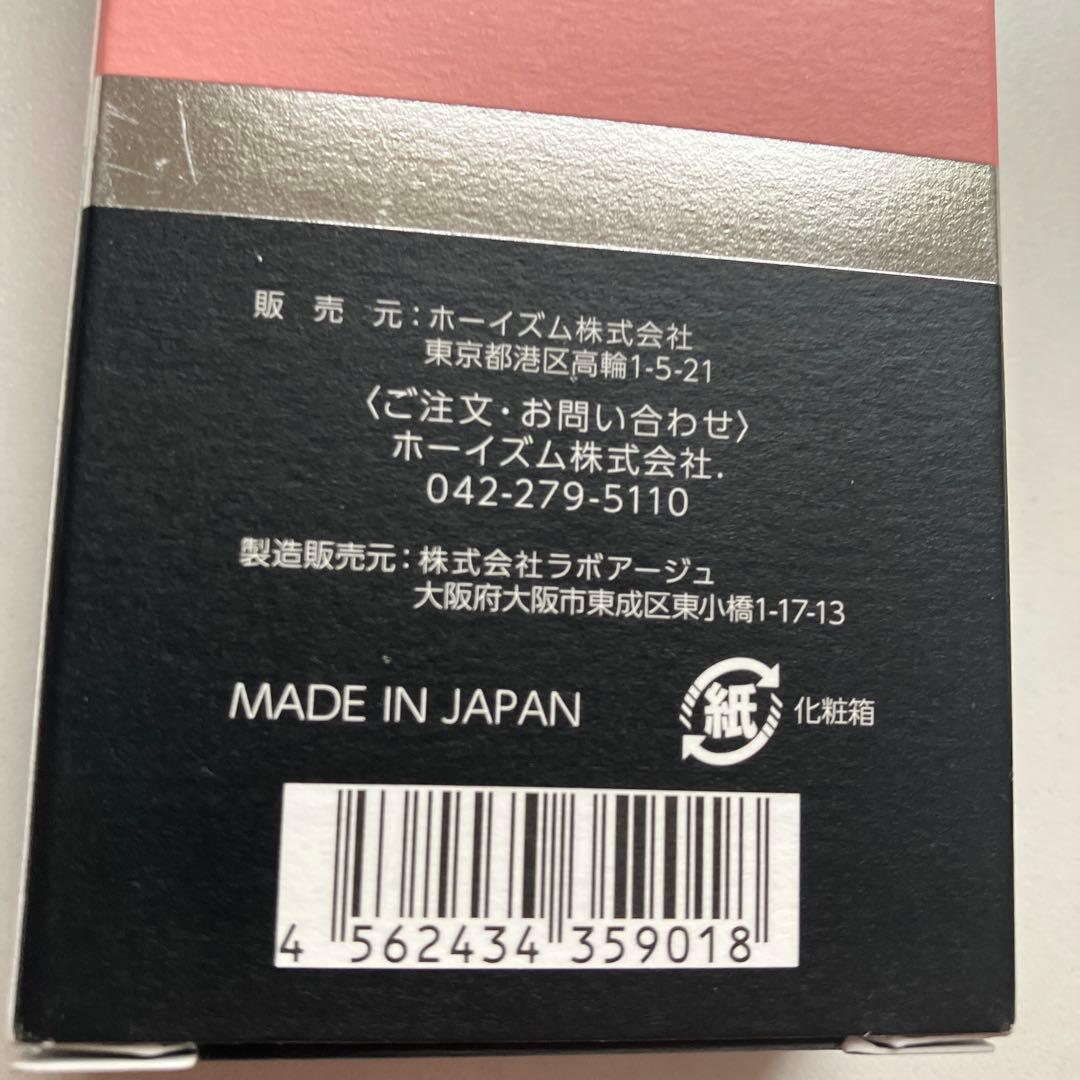 販 売 元：ホーイズム株式会社
東京都港区高輪1-5-21
〈ご注文・お問い合わせ〉
ホーイズム株式会社.
042-279-5110
製造販売元：株式会社ラボアージュ
大阪府大阪市東成区東小橋1-17-13
MADE IN JAPAN
紙 化粧箱
4 562434 359018